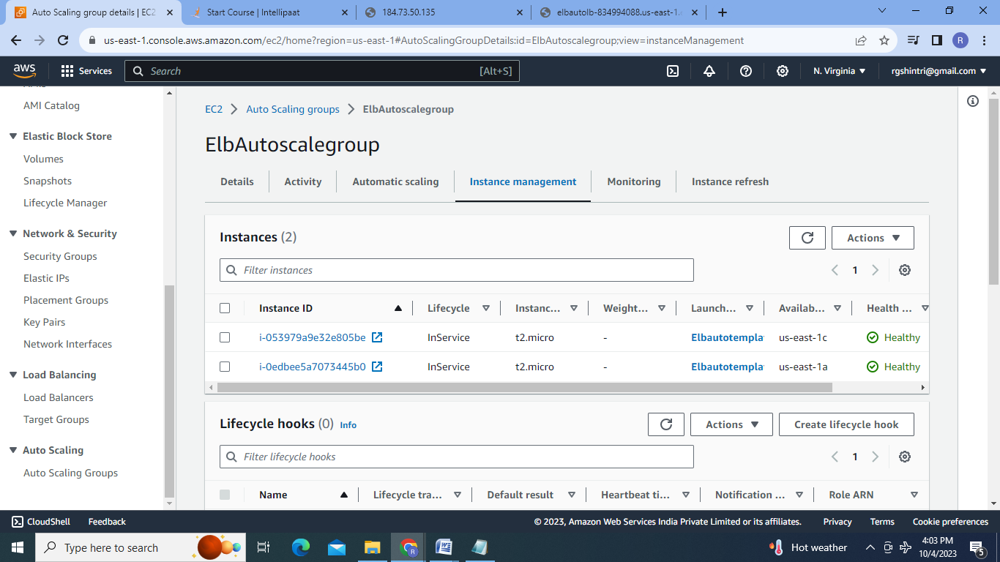 Auto Scaling group details | EC2
Start Course | Intellipaat
184.73.50.135
elbautolb-834994088.us-east-1.
us-east-1.console.aws.amazon.com/ec2/home?region=us-east-1#AutoScalingGroupDetails:id=ElbAutoscalegroup;view=instanceManagement
R
aws
Services
Search
[Alt+S]
N. Virginia
rgshintri@gmail.com
AMI Catalog
Elastic Block Store
Volumes
Snapshots
Lifecycle Manager
Network & Security
Security Groups
Elastic IPs
Placement Groups
Key Pairs
Network Interfaces
Load Balancing
Load Balancers
Target Groups
Auto Scaling
Auto Scaling Groups
EC2 > Auto Scaling groups > ElbAutoscalegroup
ElbAutoscalegroup
Details Activity Automatic scaling Instance management Monitoring Instance refresh
Instances (2)
Actions
Filter instances
1
Instance ID Lifecycle Instanc... Weight... Launch... Availab... Health ...
i-053979a9e32e805be InService t2.micro - Elbautotempla us-east-1c Healthy
i-0edbee5a7073445b0 InService t2.micro - Elbautotempla us-east-1a Healthy
Lifecycle hooks (0) Info
Actions
Create lifecycle hook
Filter lifecycle hooks
1
Name Lifecycle tra... Default result Heartbeat ti... Notification ... Role ARN
CloudShell Feedback
© 2023, Amazon Web Services India Private Limited or its affiliates. Privacy Terms Cookie preferences
Type here to search
R
Hot weather
4:03 PM
10/4/2023
5